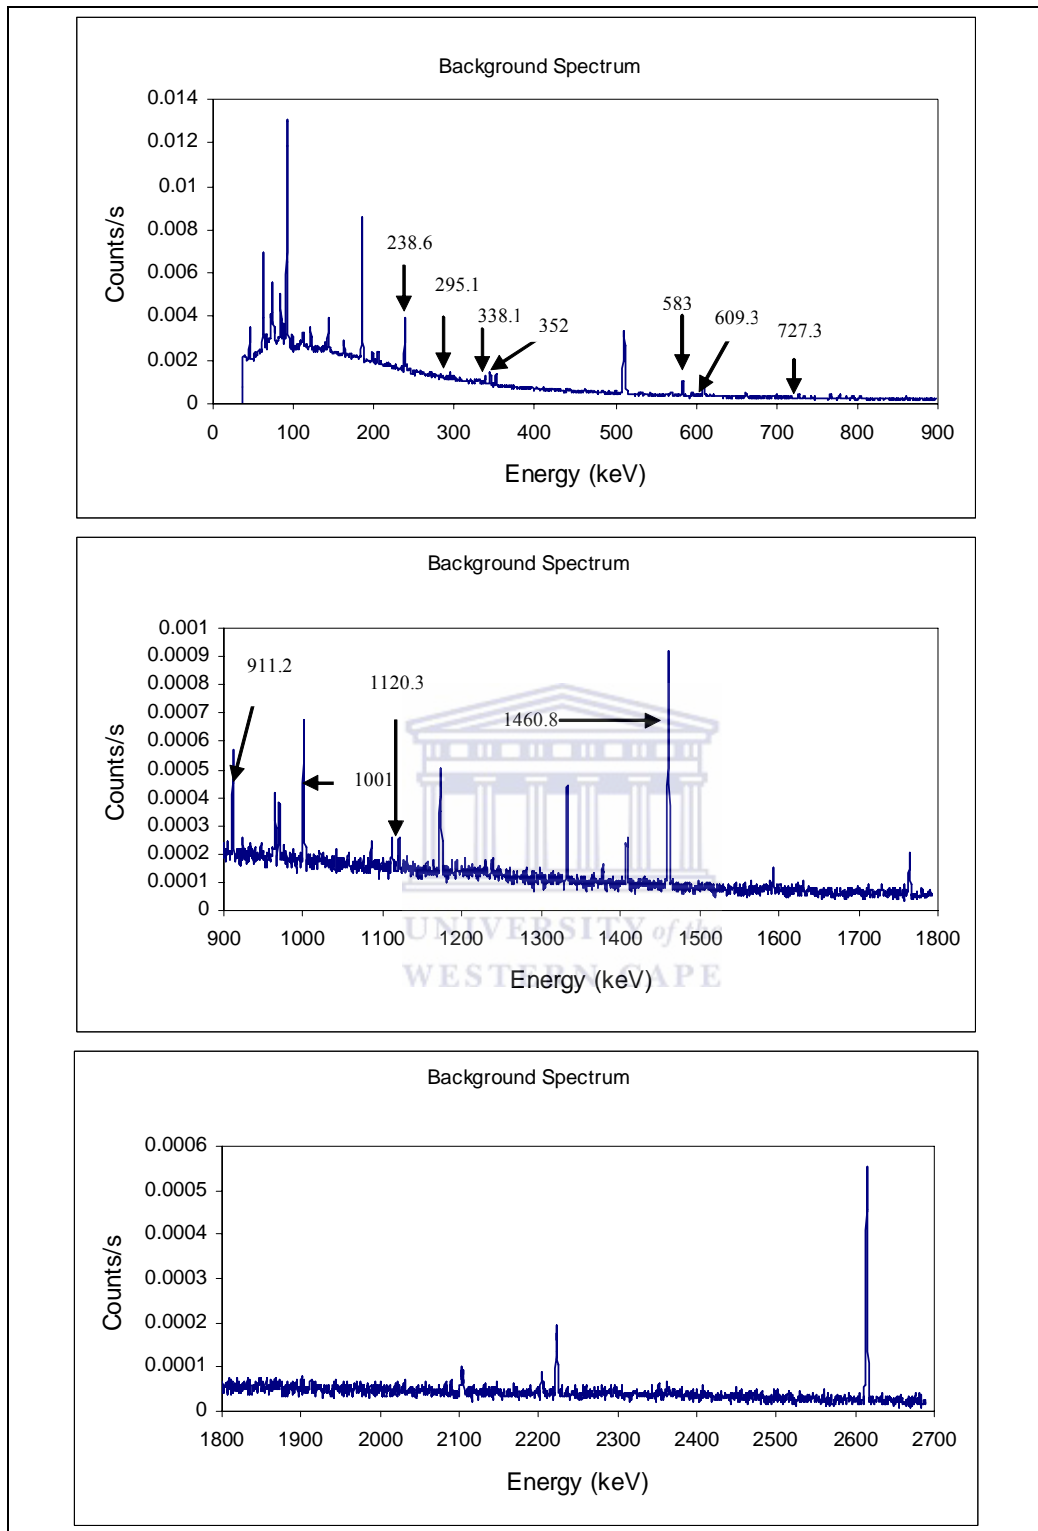 Background Spectrum
0.014
0.012
0.01
0.008
0.006
0.004
0.002
0
Counts/s
238.6
295.1
338.1
352
583
609.3
727.3
0 100 200 300 400 500 600 700 800 900
Energy (keV)
Background Spectrum
0.001
0.0009
0.0008
0.0007
0.0006
0.0005
0.0004
0.0003
0.0002
0.0001
0
Counts/s
911.2
1120.3
1460.8
1001
900 1000 1100 1200 1300 1400 1500 1600 1700 1800
UNIVERSITY of the
WESTERN CAPE
Energy (keV)
Background Spectrum
0.0006
0.0005
0.0004
0.0003
0.0002
0.0001
0
Counts/s
1800 1900 2000 2100 2200 2300 2400 2500 2600 2700
Energy (keV)